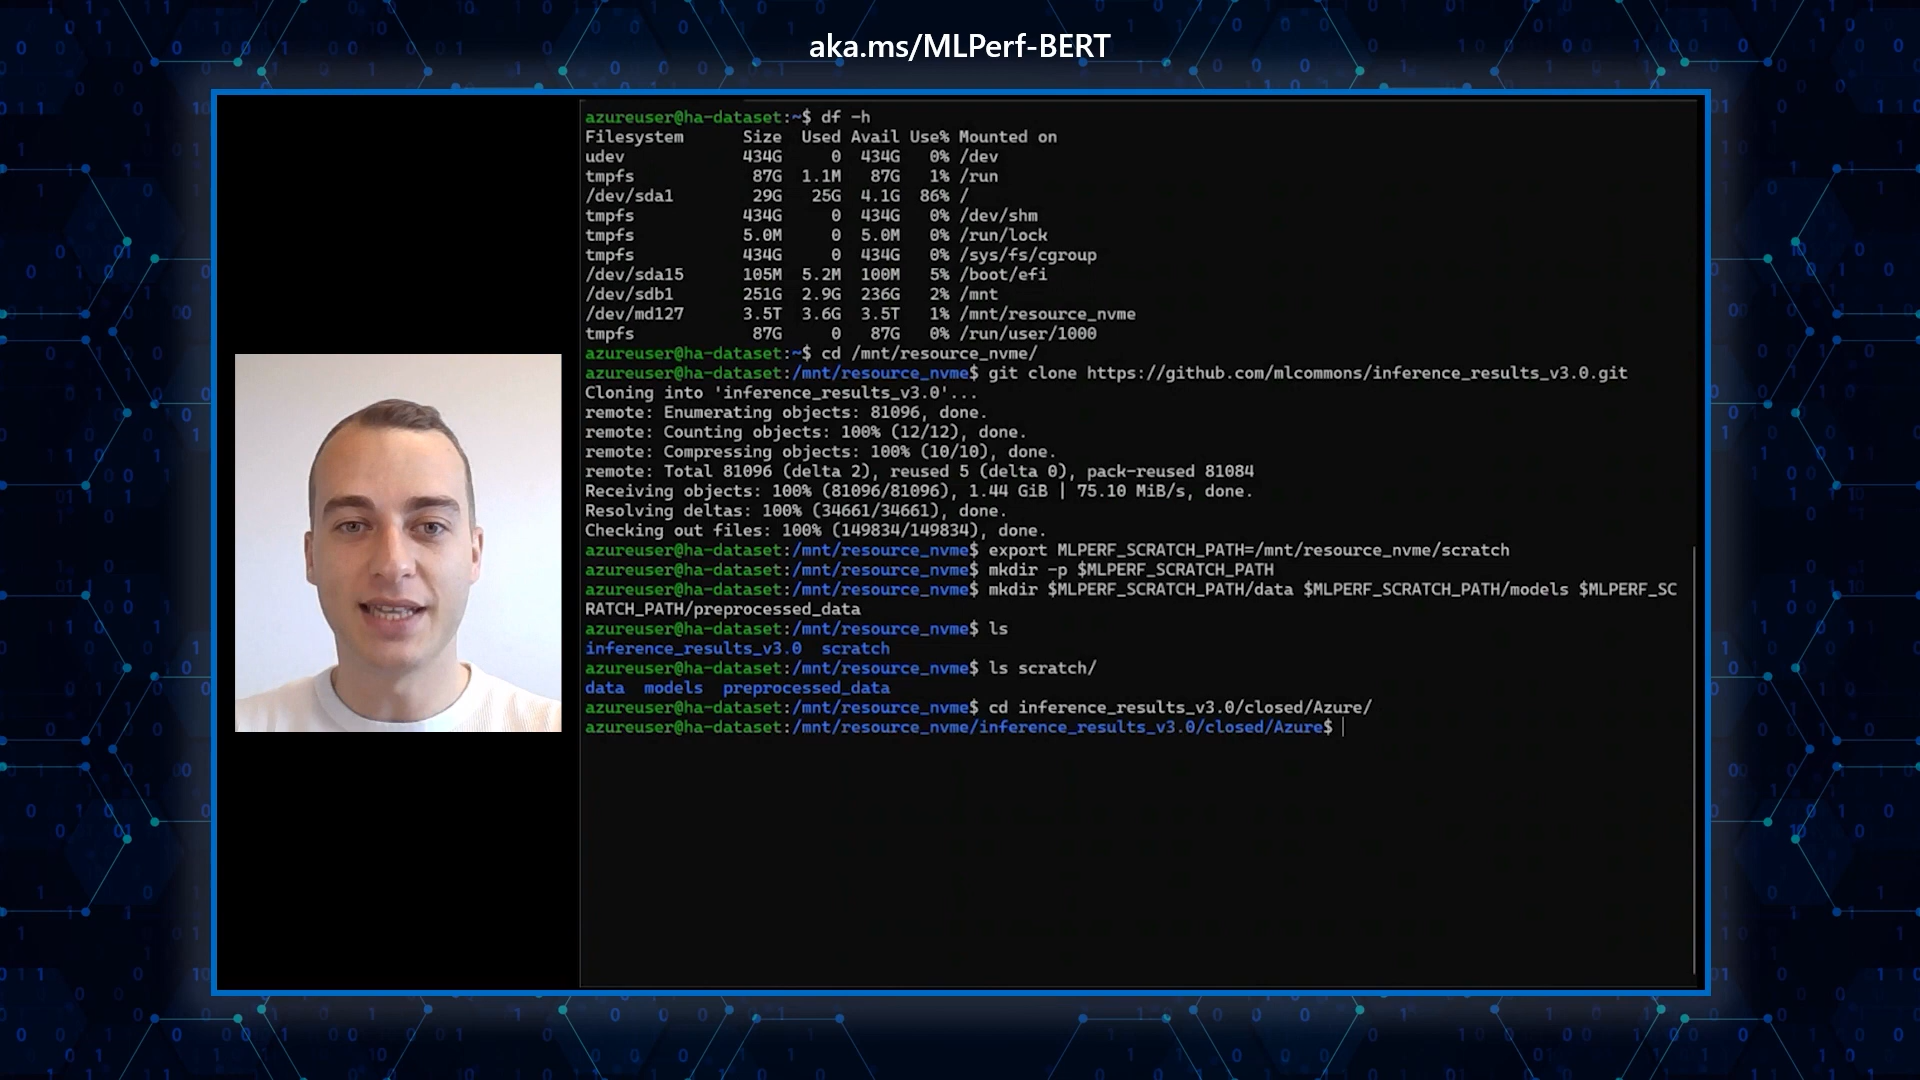 aka.ms/MLPerf-BERT
azureuser@ha-dataset:~$ df -h
Filesystem      Size  Used Avail Use% Mounted on
udev            434G     0  434G   0% /dev
tmpfs            87G  1.1M   87G   1% /run
/dev/sda1        29G   25G  4.1G  86% /
tmpfs           434G     0  434G   0% /dev/shm
tmpfs           5.0M     0  5.0M   0% /run/lock
tmpfs           434G     0  434G   0% /sys/fs/cgroup
/dev/sda15      105M  5.2M  100M   5% /boot/efi
/dev/sdb1       251G  2.9G  236G   2% /mnt
/dev/md127      3.5T  3.6G  3.5T   1% /mnt/resource_nvme
tmpfs            87G     0   87G   0% /run/user/1000
azureuser@ha-dataset:~$ cd /mnt/resource_nvme/
azureuser@ha-dataset:/mnt/resource_nvme$ git clone https://github.com/mlcommons/inference_results_v3.0.git
Cloning into 'inference_results_v3.0'...
remote: Enumerating objects: 81096, done.
remote: Counting objects: 100% (12/12), done.
remote: Compressing objects: 100% (10/10), done.
remote: Total 81096 (delta 2), reused 5 (delta 0), pack-reused 81084
Receiving objects: 100% (81096/81096), 1.44 GiB | 75.10 MiB/s, done.
Resolving deltas: 100% (34661/34661), done.
Checking out files: 100% (149834/149834), done.
azureuser@ha-dataset:/mnt/resource_nvme$ export MLPERF_SCRATCH_PATH=/mnt/resource_nvme/scratch
azureuser@ha-dataset:/mnt/resource_nvme$ mkdir -p $MLPERF_SCRATCH_PATH
azureuser@ha-dataset:/mnt/resource_nvme$ mkdir $MLPERF_SCRATCH_PATH/data $MLPERF_SCRATCH_PATH/models $MLPERF_SC
RATCH_PATH/preprocessed_data
azureuser@ha-dataset:/mnt/resource_nvme$ ls
inference_results_v3.0  scratch
azureuser@ha-dataset:/mnt/resource_nvme$ ls scratch/
data  models  preprocessed_data
azureuser@ha-dataset:/mnt/resource_nvme$ cd inference_results_v3.0/closed/Azure/
azureuser@ha-dataset:/mnt/resource_nvme/inference_results_v3.0/closed/Azure$